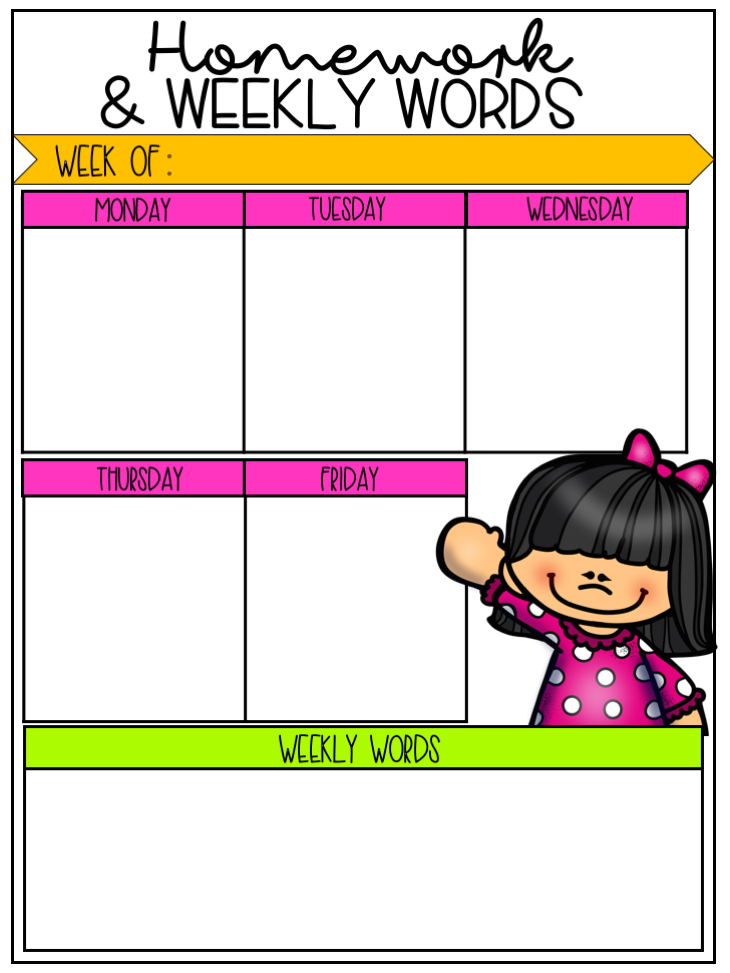 Homework
& WEEKLY WORDS
WEEK OF:
MONDAY TUESDAY WEDNESDAY
THURSDAY FRIDAY
WEEKLY WORDS